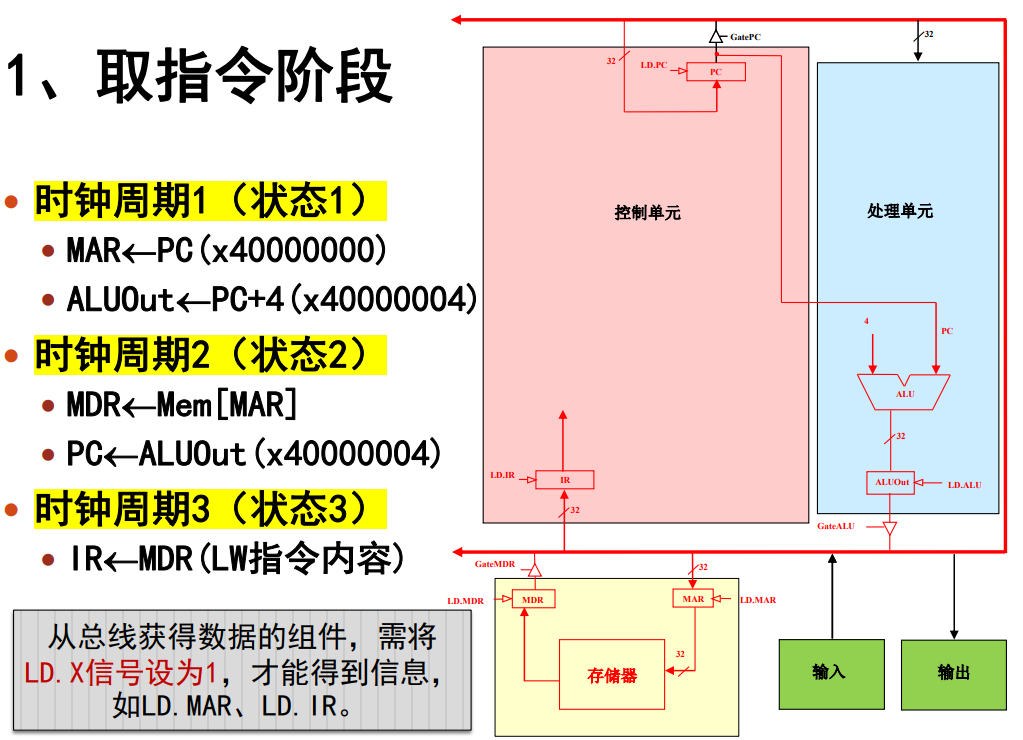 1、取指令阶段
• 时钟周期1（状态1）
• MAR←PC(x40000000)
• ALUOut←PC+4(x40000004)
• 时钟周期2（状态2）
• MDR←Mem[MAR]
• PC←ALUOut(x40000004)
• 时钟周期3（状态3）
• IR←MDR(LW指令内容)
从总线获得数据的组件，需将
LD.X信号设为1，才能得到信息，
如LD.MAR、LD.IR。
GatePC
32
32
LD.PC
PC
控制单元
处理单元
4
PC
ALU
32
LD.IR
IR
ALUOut
LD.ALU
32
GateALU
GateMDR
32
LD.MDR
MDR
MAR
LD.MAR
32
存储器
输入
输出